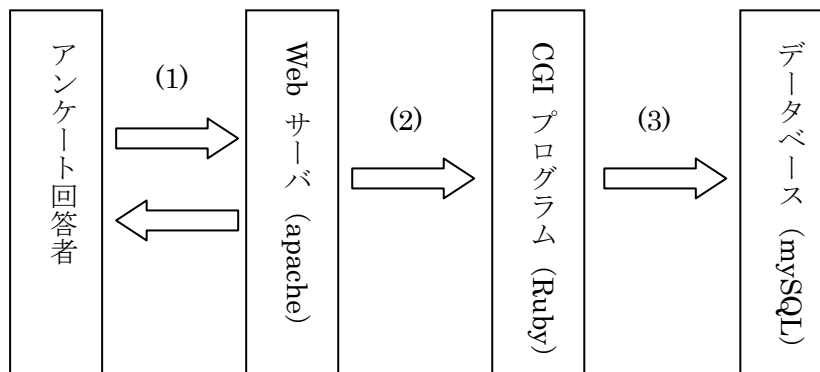 アンケート回答者
(1)
Web サーバ（apache）
(2)
CGI プログラム（Ruby）
(3)
データベース（mySQL）